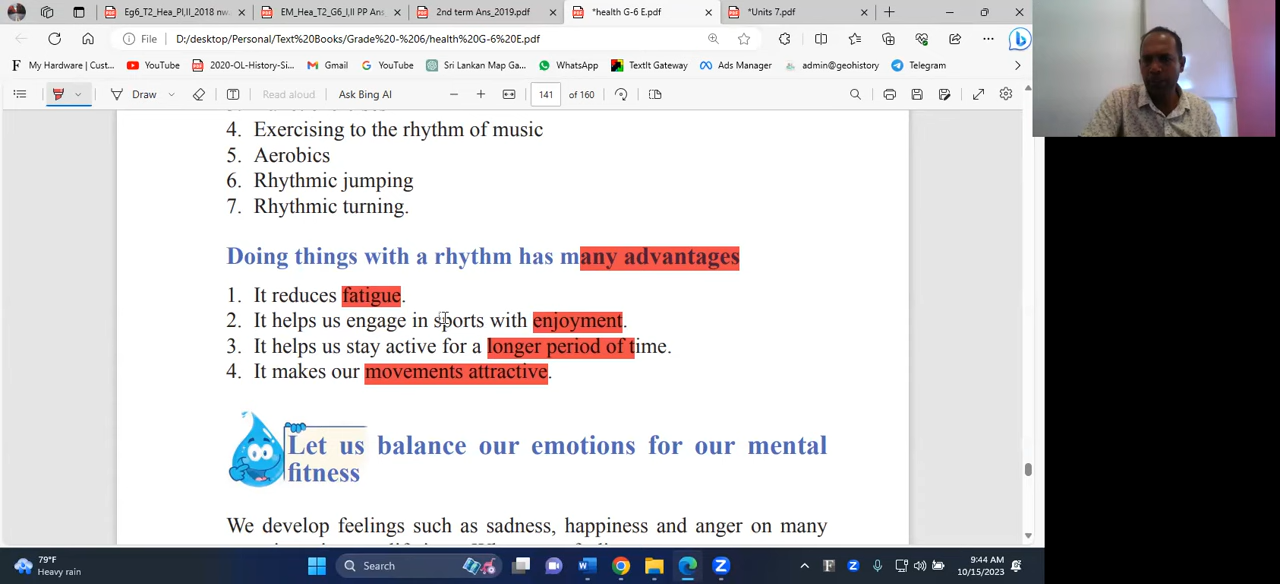 Eg6_T2_Hea_PI,II_2018 nw.
EM_Hea_T2_G6_I,II PP Ans_
2nd term Ans_2019.pdf
*health G-6 E.pdf
*Units 7.pdf
File
D:/desktop/Personal/Text%20Books/Grade%20-%206/health%20G-6%20E.pdf
My Hardware | Cust...
YouTube
2020-OL-History-Si...
Gmail
YouTube
Sri Lankan Map Ga...
WhatsApp
TextIt Gateway
Ads Manager
admin@geohistory
Telegram
Draw
Read aloud
Ask Bing AI
141
of 160
4. Exercising to the rhythm of music
5. Aerobics
6. Rhythmic jumping
7. Rhythmic turning.
Doing things with a rhythm has many advantages
1. It reduces fatigue.
2. It helps us engage in sports with enjoyment.
3. It helps us stay active for a longer period of time.
4. It makes our movements attractive.
Let us balance our emotions for our mental
fitness
We develop feelings such as sadness, happiness and anger on many
79°F
Heavy rain
Search
9:44 AM
10/15/2023